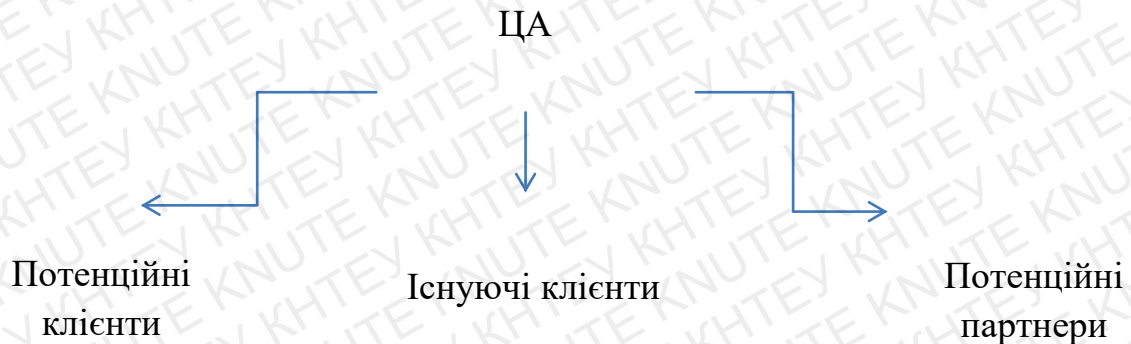 ЦА
Потенційні
клієнти
Існуючі клієнти
Потенційні
партнери